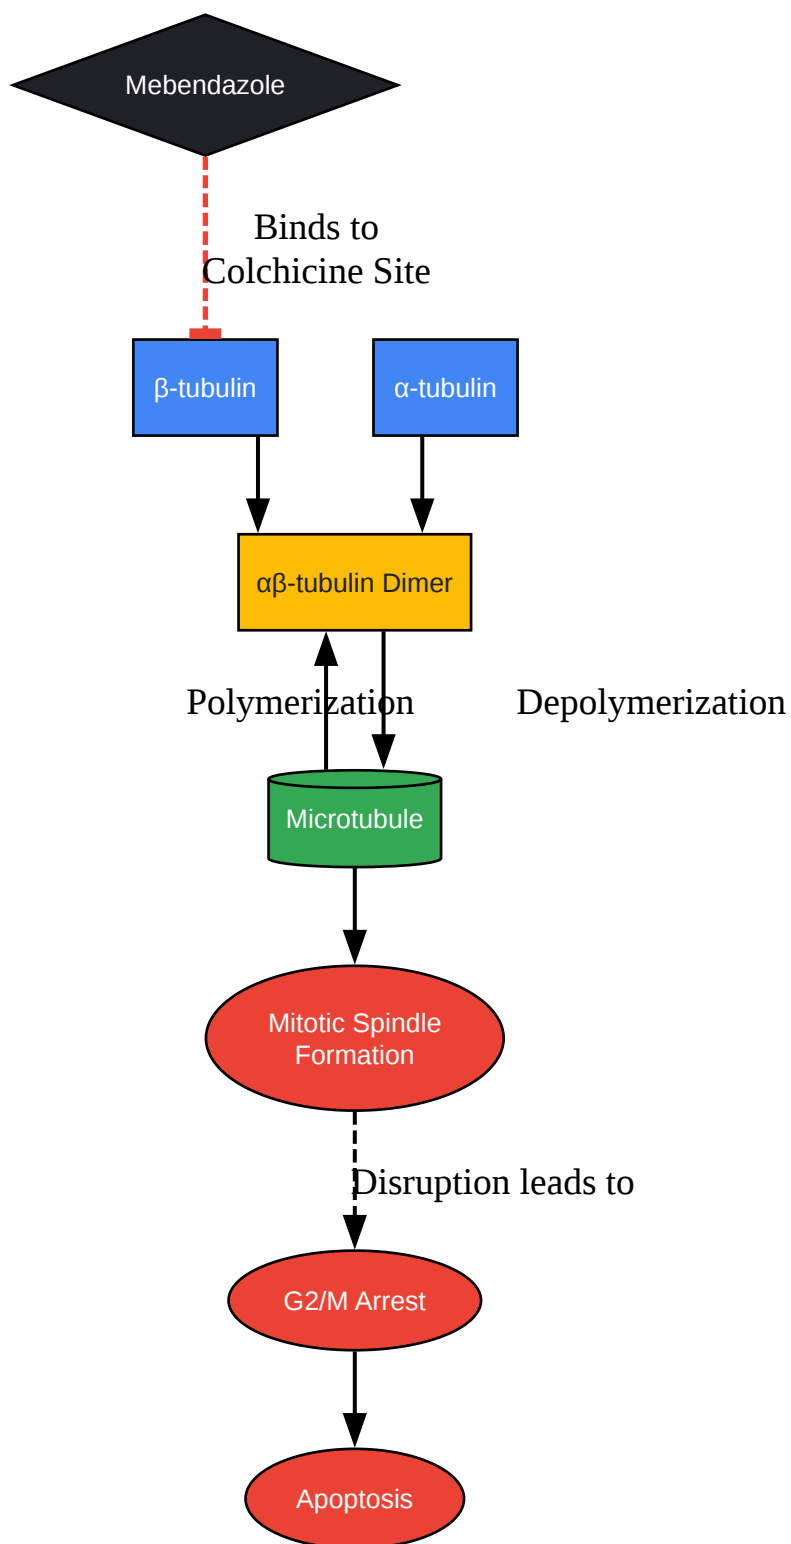 Mebendazole
Binds to
Colchicine Site
β-tubulin
α-tubulin
αβ-tubulin Dimer
Polymerization
Depolymerization
Microtubule
Mitotic Spindle
Formation
Disruption leads to
G2/M Arrest
Apoptosis